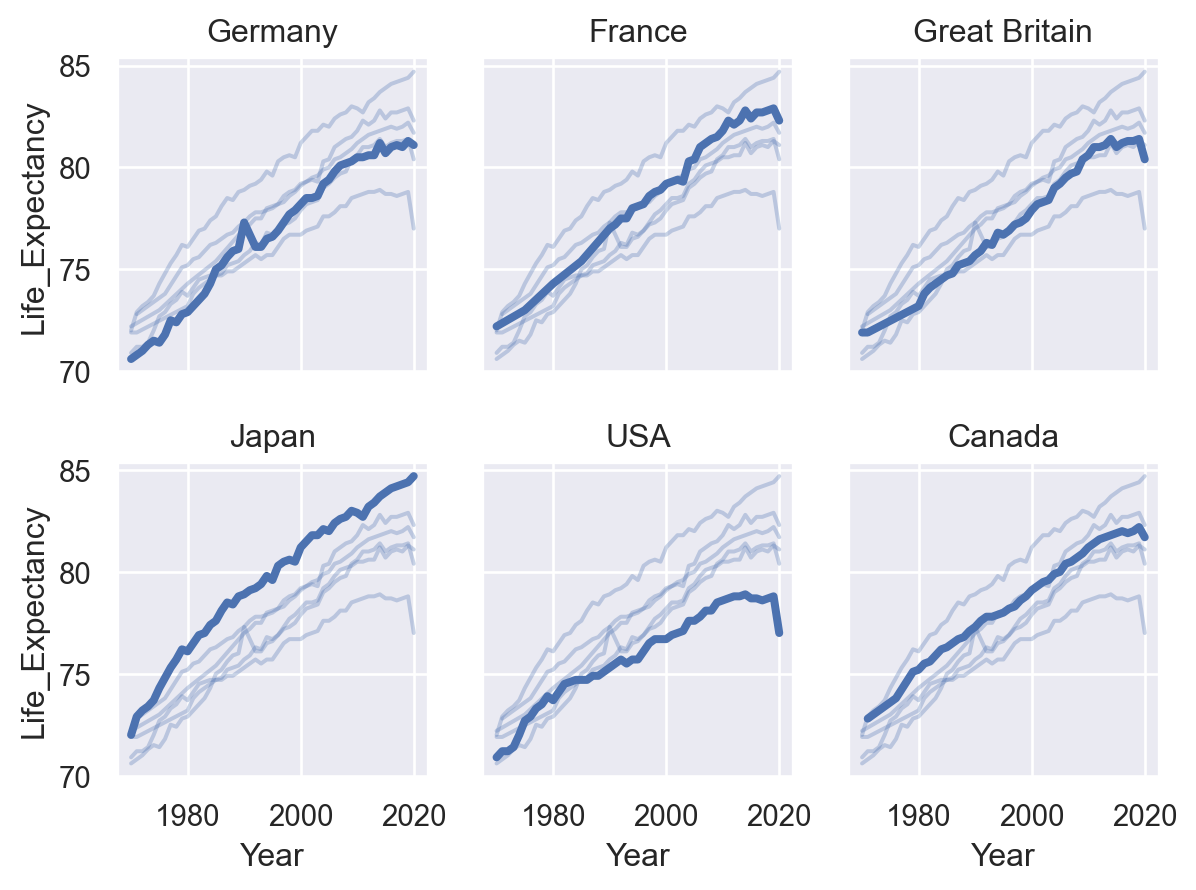 Germany France Great Britain
85
80
75
70
Life_Expectancy
Japan USA Canada
85
80
75
70
Life_Expectancy
1980 2000 2020 1980 2000 2020 1980 2000 2020
Year Year Year